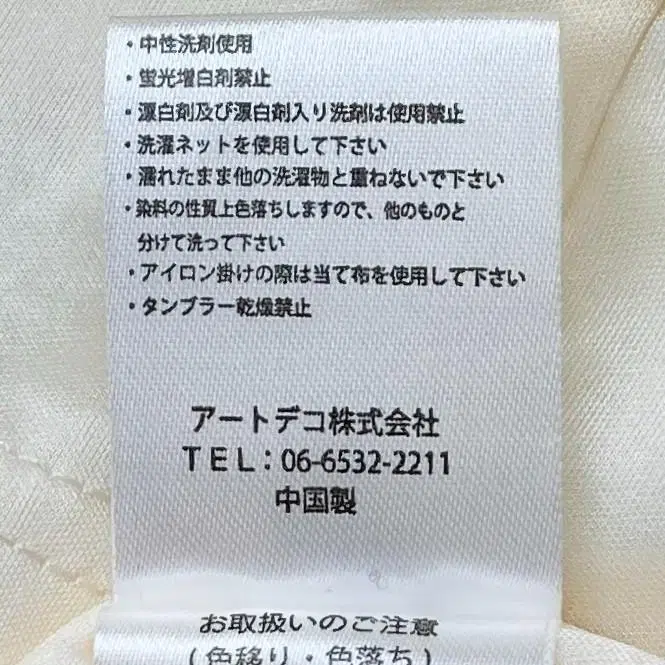 ・中性洗剤使用
・蛍光増白剤禁止
・漂白剤及び漂白剤入り洗剤は使用禁止
・洗濯ネットを使用して下さい
・濡れたまま他の洗濯物と重ねないで下さい
・染料の性質上色落ちしますので、他のものと
分けて洗って下さい
・アイロン掛けの際は当て布を使用して下さい
・タンブラー乾燥禁止
アートデコ株式会社
TEL：06-6532-2211
中国製
お取扱いのご注意
(色移り・色落ち)